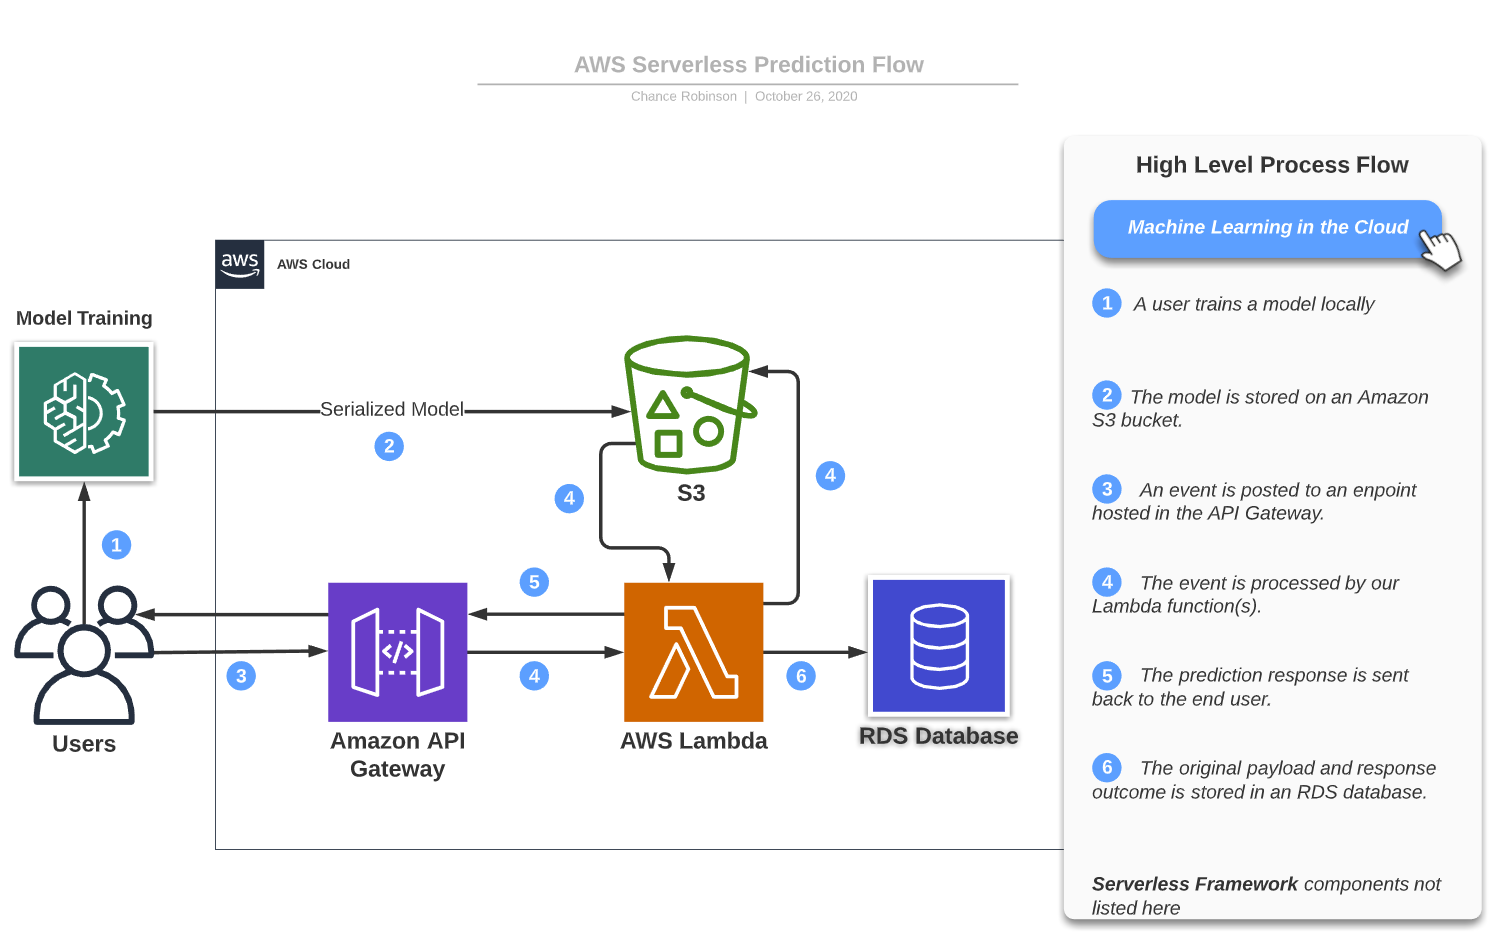 AWS Serverless Prediction Flow
Chance Robinson | October 26, 2020
High Level Process Flow
Machine Learning in the Cloud
aws
AWS Cloud
Model Training
Serialized Model
2
S3
4
4
1
5
3
4
6
Users
Amazon API
Gateway
AWS Lambda
RDS Database
1 A user trains a model locally
2 The model is stored on an Amazon
S3 bucket.
3 An event is posted to an enpoint
hosted in the API Gateway.
4 The event is processed by our
Lambda function(s).
5 The prediction response is sent
back to the end user.
6 The original payload and response
outcome is stored in an RDS database.
Serverless Framework components not
listed here